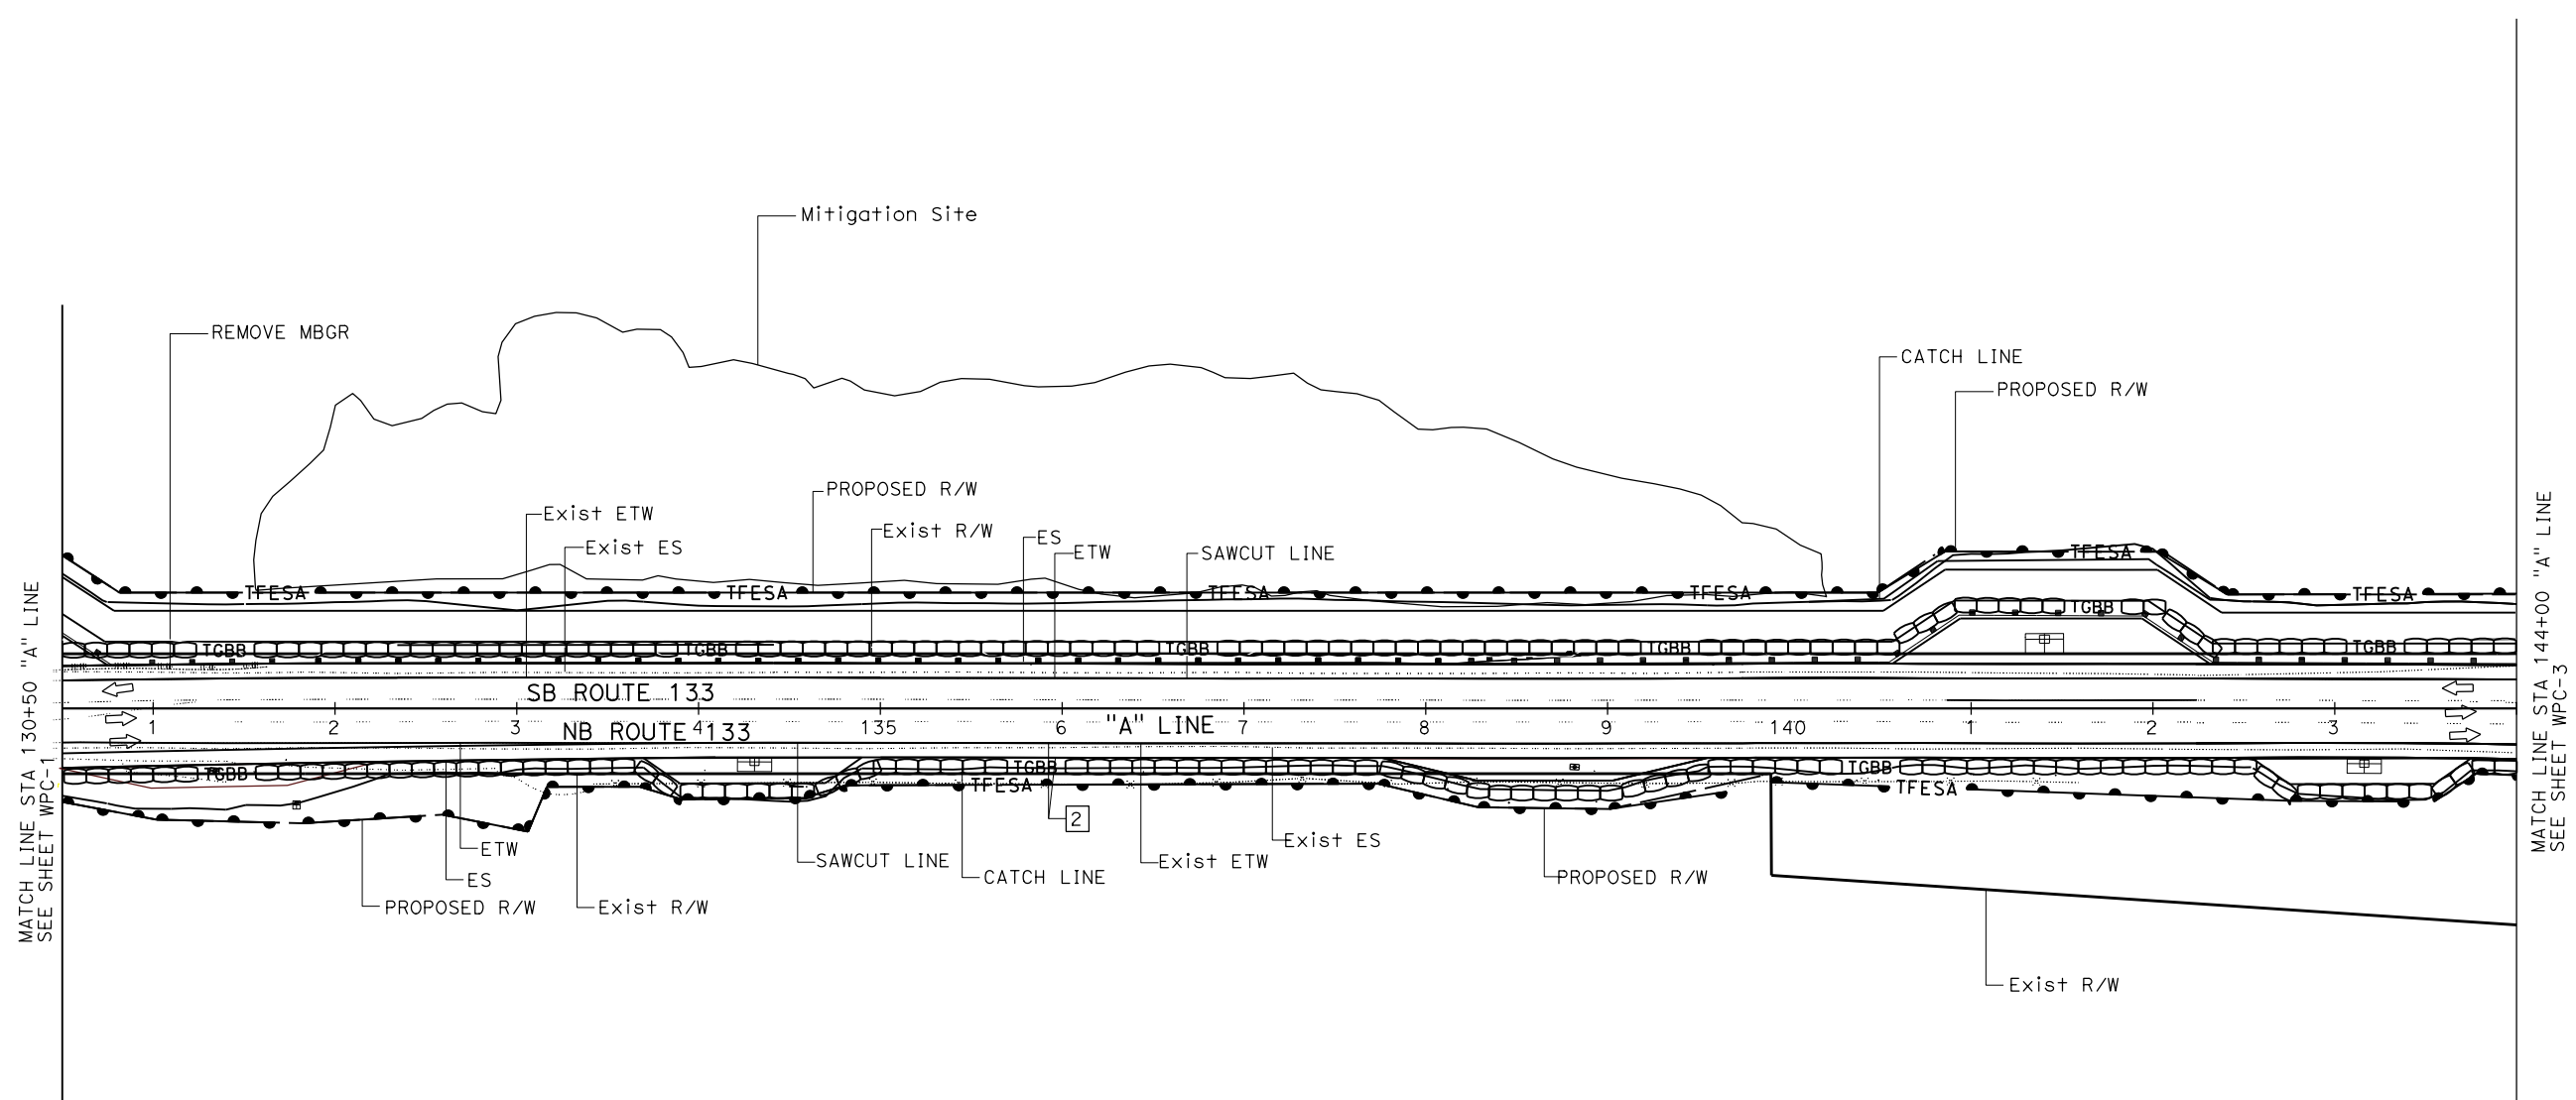 Mitigation Site
REMOVE MBGR
CATCH LINE
PROPOSED R/W
PROPOSED R/W
Exist ETW
Exist R/W
ES
Exist ES
ETW
SAWCUT LINE
TFESA
TFESA
TFESA
TFESA
TFESA
TFESA
TGBB
TGBB
TGBB
TGBB
TGBB
TGBB
SB ROUTE 133
1
2
3
4
135
6
"A" LINE
7
8
9
140
1
2
3
NB ROUTE 133
TGBB
TGBB
TGBB
TFESA
TFESA
2
ETW
SAWCUT LINE
Exist ETW
Exist ES
ES
CATCH LINE
PROPOSED R/W
PROPOSED R/W
Exist R/W
Exist R/W
MATCH LINE STA 130+50 "A" LINE
SEE SHEET WPC-1
MATCH LINE STA 144+00 "A" LINE
SEE SHEET WPC-3